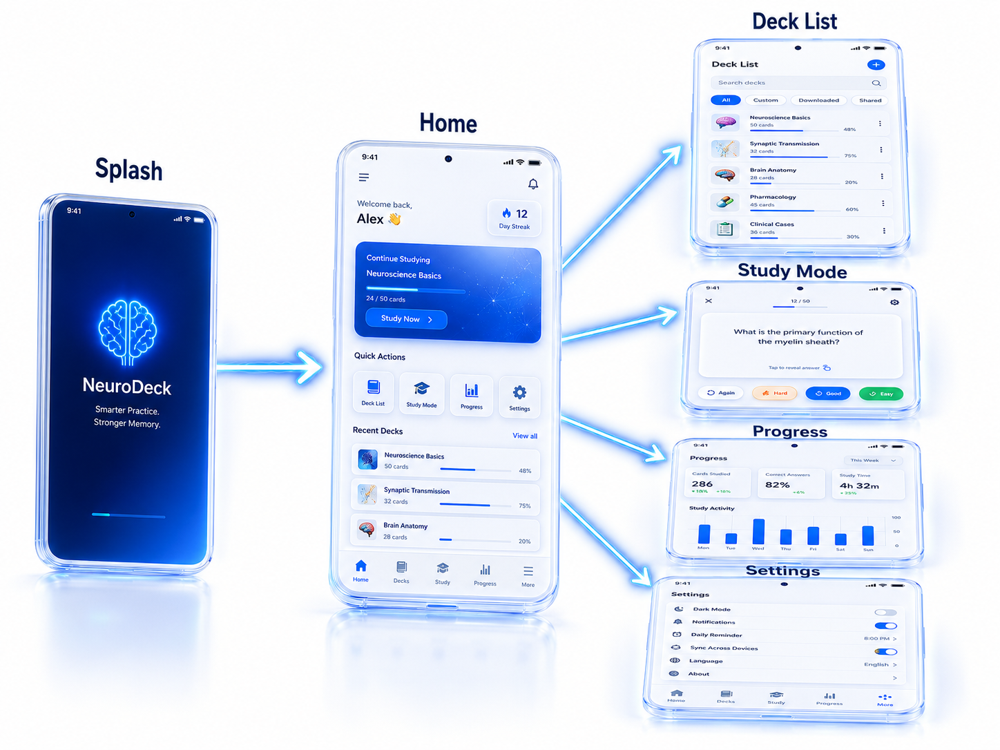 Splash
9:41
NeuroDeck
Smarter Practice.
Stronger Memory.
Home
9:41
Welcome back,
Alex 👋
12
Day Streak
Continue Studying
Neuroscience Basics
24 / 50 cards
Study Now >
Quick Actions
Deck List
Study Mode
Progress
Settings
Recent Decks
View all
Neuroscience Basics
50 cards
48%
Synaptic Transmission
32 cards
75%
Brain Anatomy
28 cards
20%
Home
Decks
Study
Progress
More
Deck List
9:41
Deck List
Search decks
All
Custom
Downloaded
Shared
Neuroscience Basics
50 cards
48%
Synaptic Transmission
32 cards
75%
Brain Anatomy
28 cards
20%
Pharmacology
45 cards
60%
Clinical Cases
36 cards
30%
Study Mode
9:41
12 / 50
What is the primary function of
the myelin sheath?
Tap to reveal answer
Again
Hard
Good
Easy
Progress
9:41
Progress
This Week
Cards Studied
286
Correct Answers
82%
Study Time
4h 32m
Study Activity
100
50
0
Mon
Tue
Wed
Thu
Fri
Sat
Sun
Settings
9:41
Settings
Dark Mode
Notifications
Daily Reminder
8:00 PM >
Sync Across Devices
Language
English >
About
>
Home
Decks
Study
Progress
More